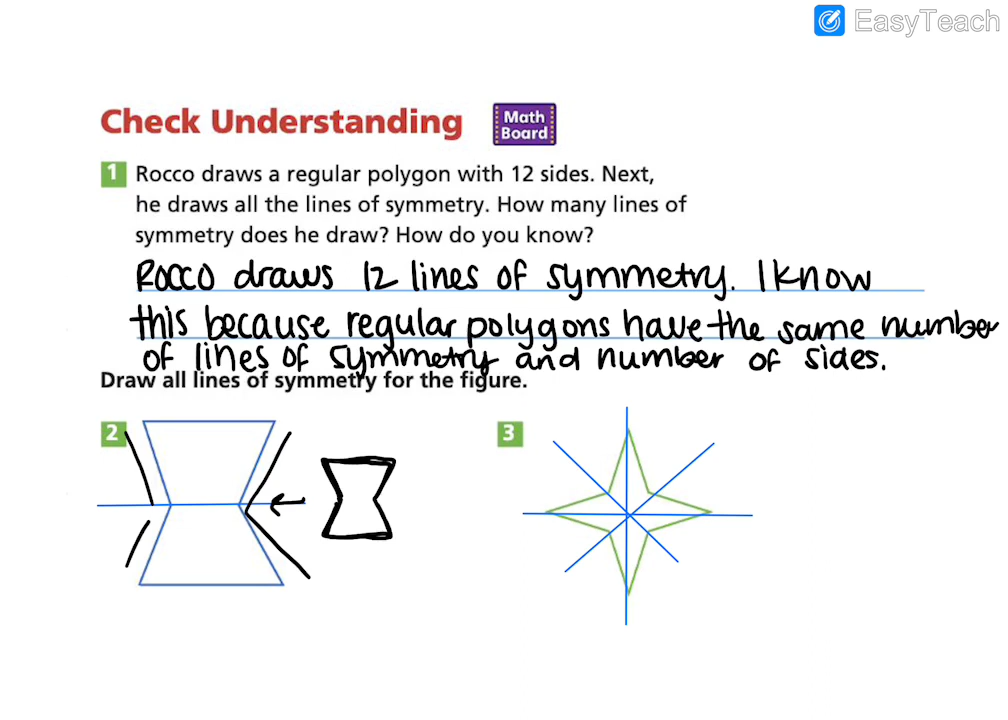 EasyTeach
Check Understanding
Math
Board
1 Rocco draws a regular polygon with 12 sides. Next,
he draws all the lines of symmetry. How many lines of
symmetry does he draw? How do you know?
Rocco draws 12 lines of symmetry. I know
this because regular polygons have the same number
of lines of symmetry and number of sides.
Draw all lines of symmetry for the figure.
2
3